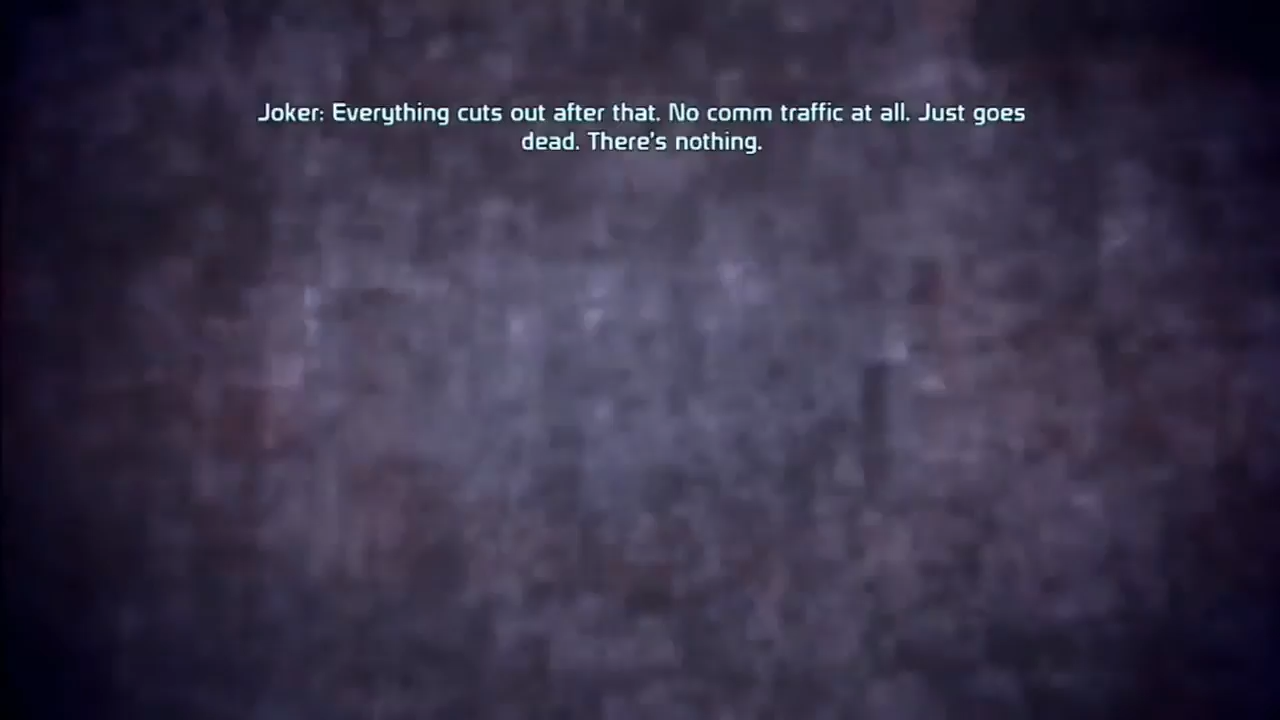 Joker: Everything cuts out after that. No comm traffic at all. Just goes
dead. There's nothing.